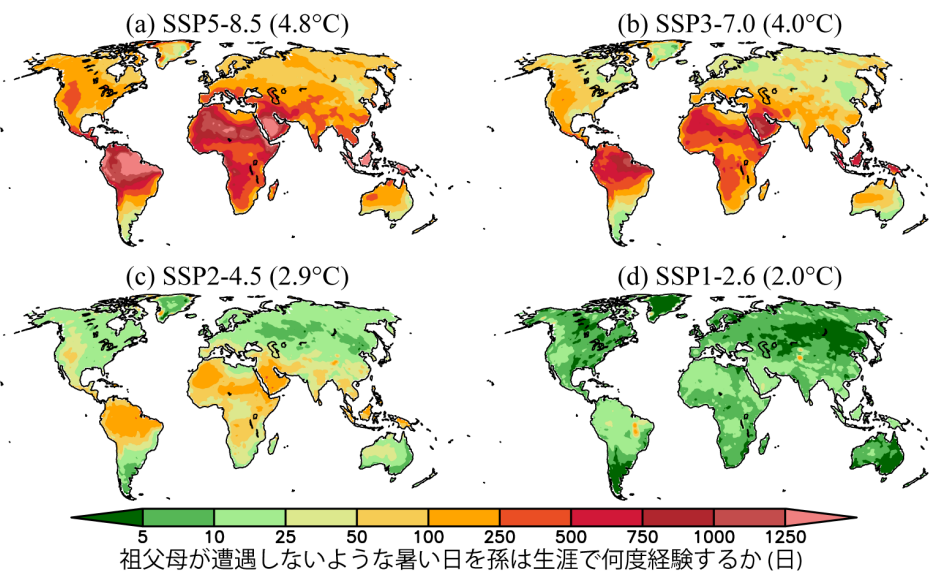 (a) SSP5-8.5 (4.8°C)
(b) SSP3-7.0 (4.0°C)
(c) SSP2-4.5 (2.9°C)
(d) SSP1-2.6 (2.0°C)
5 10 25 50 100 250 500 750 1000 1250
祖父母が遭遇しないような暑い日を孫は生涯で何度経験するか (日)